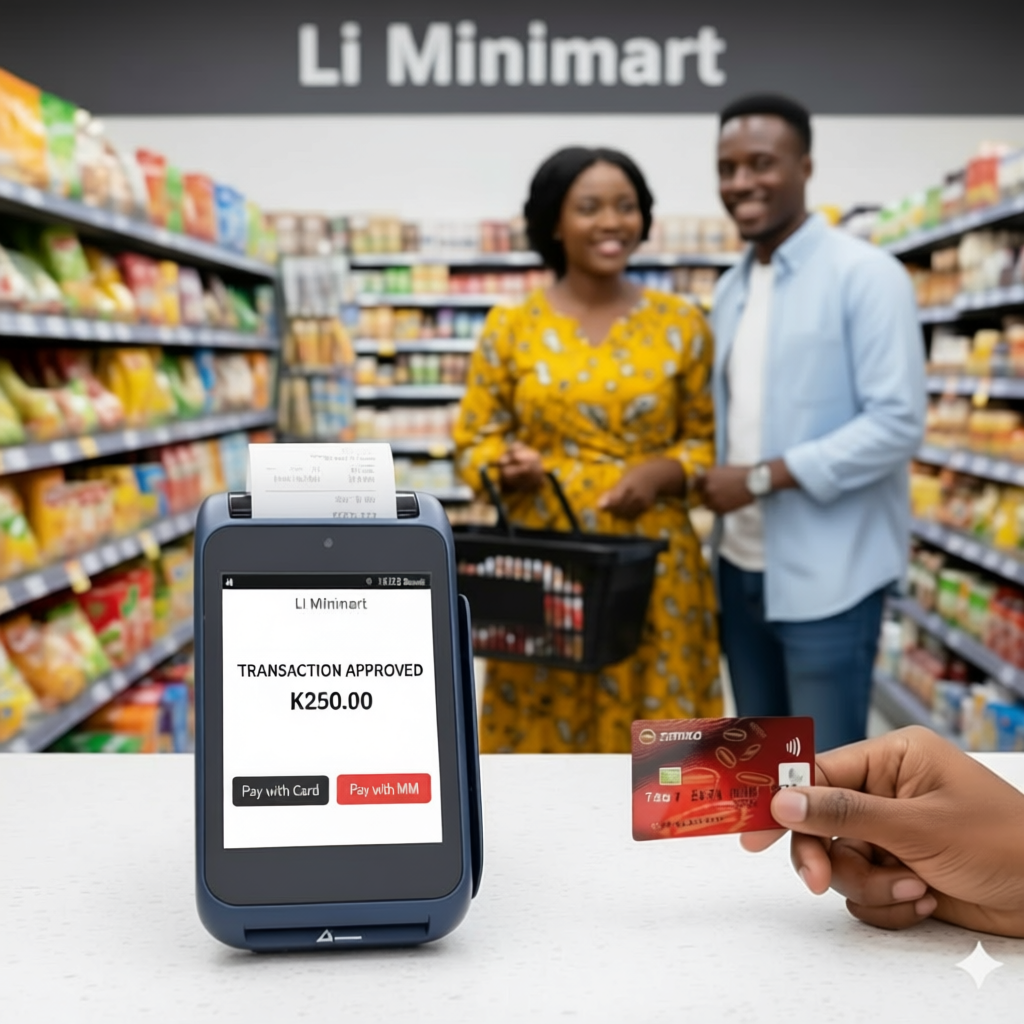 Li Minimart
LI Minimart
TRANSACTION APPROVED
K250.00
Pay with Card
Pay with MM